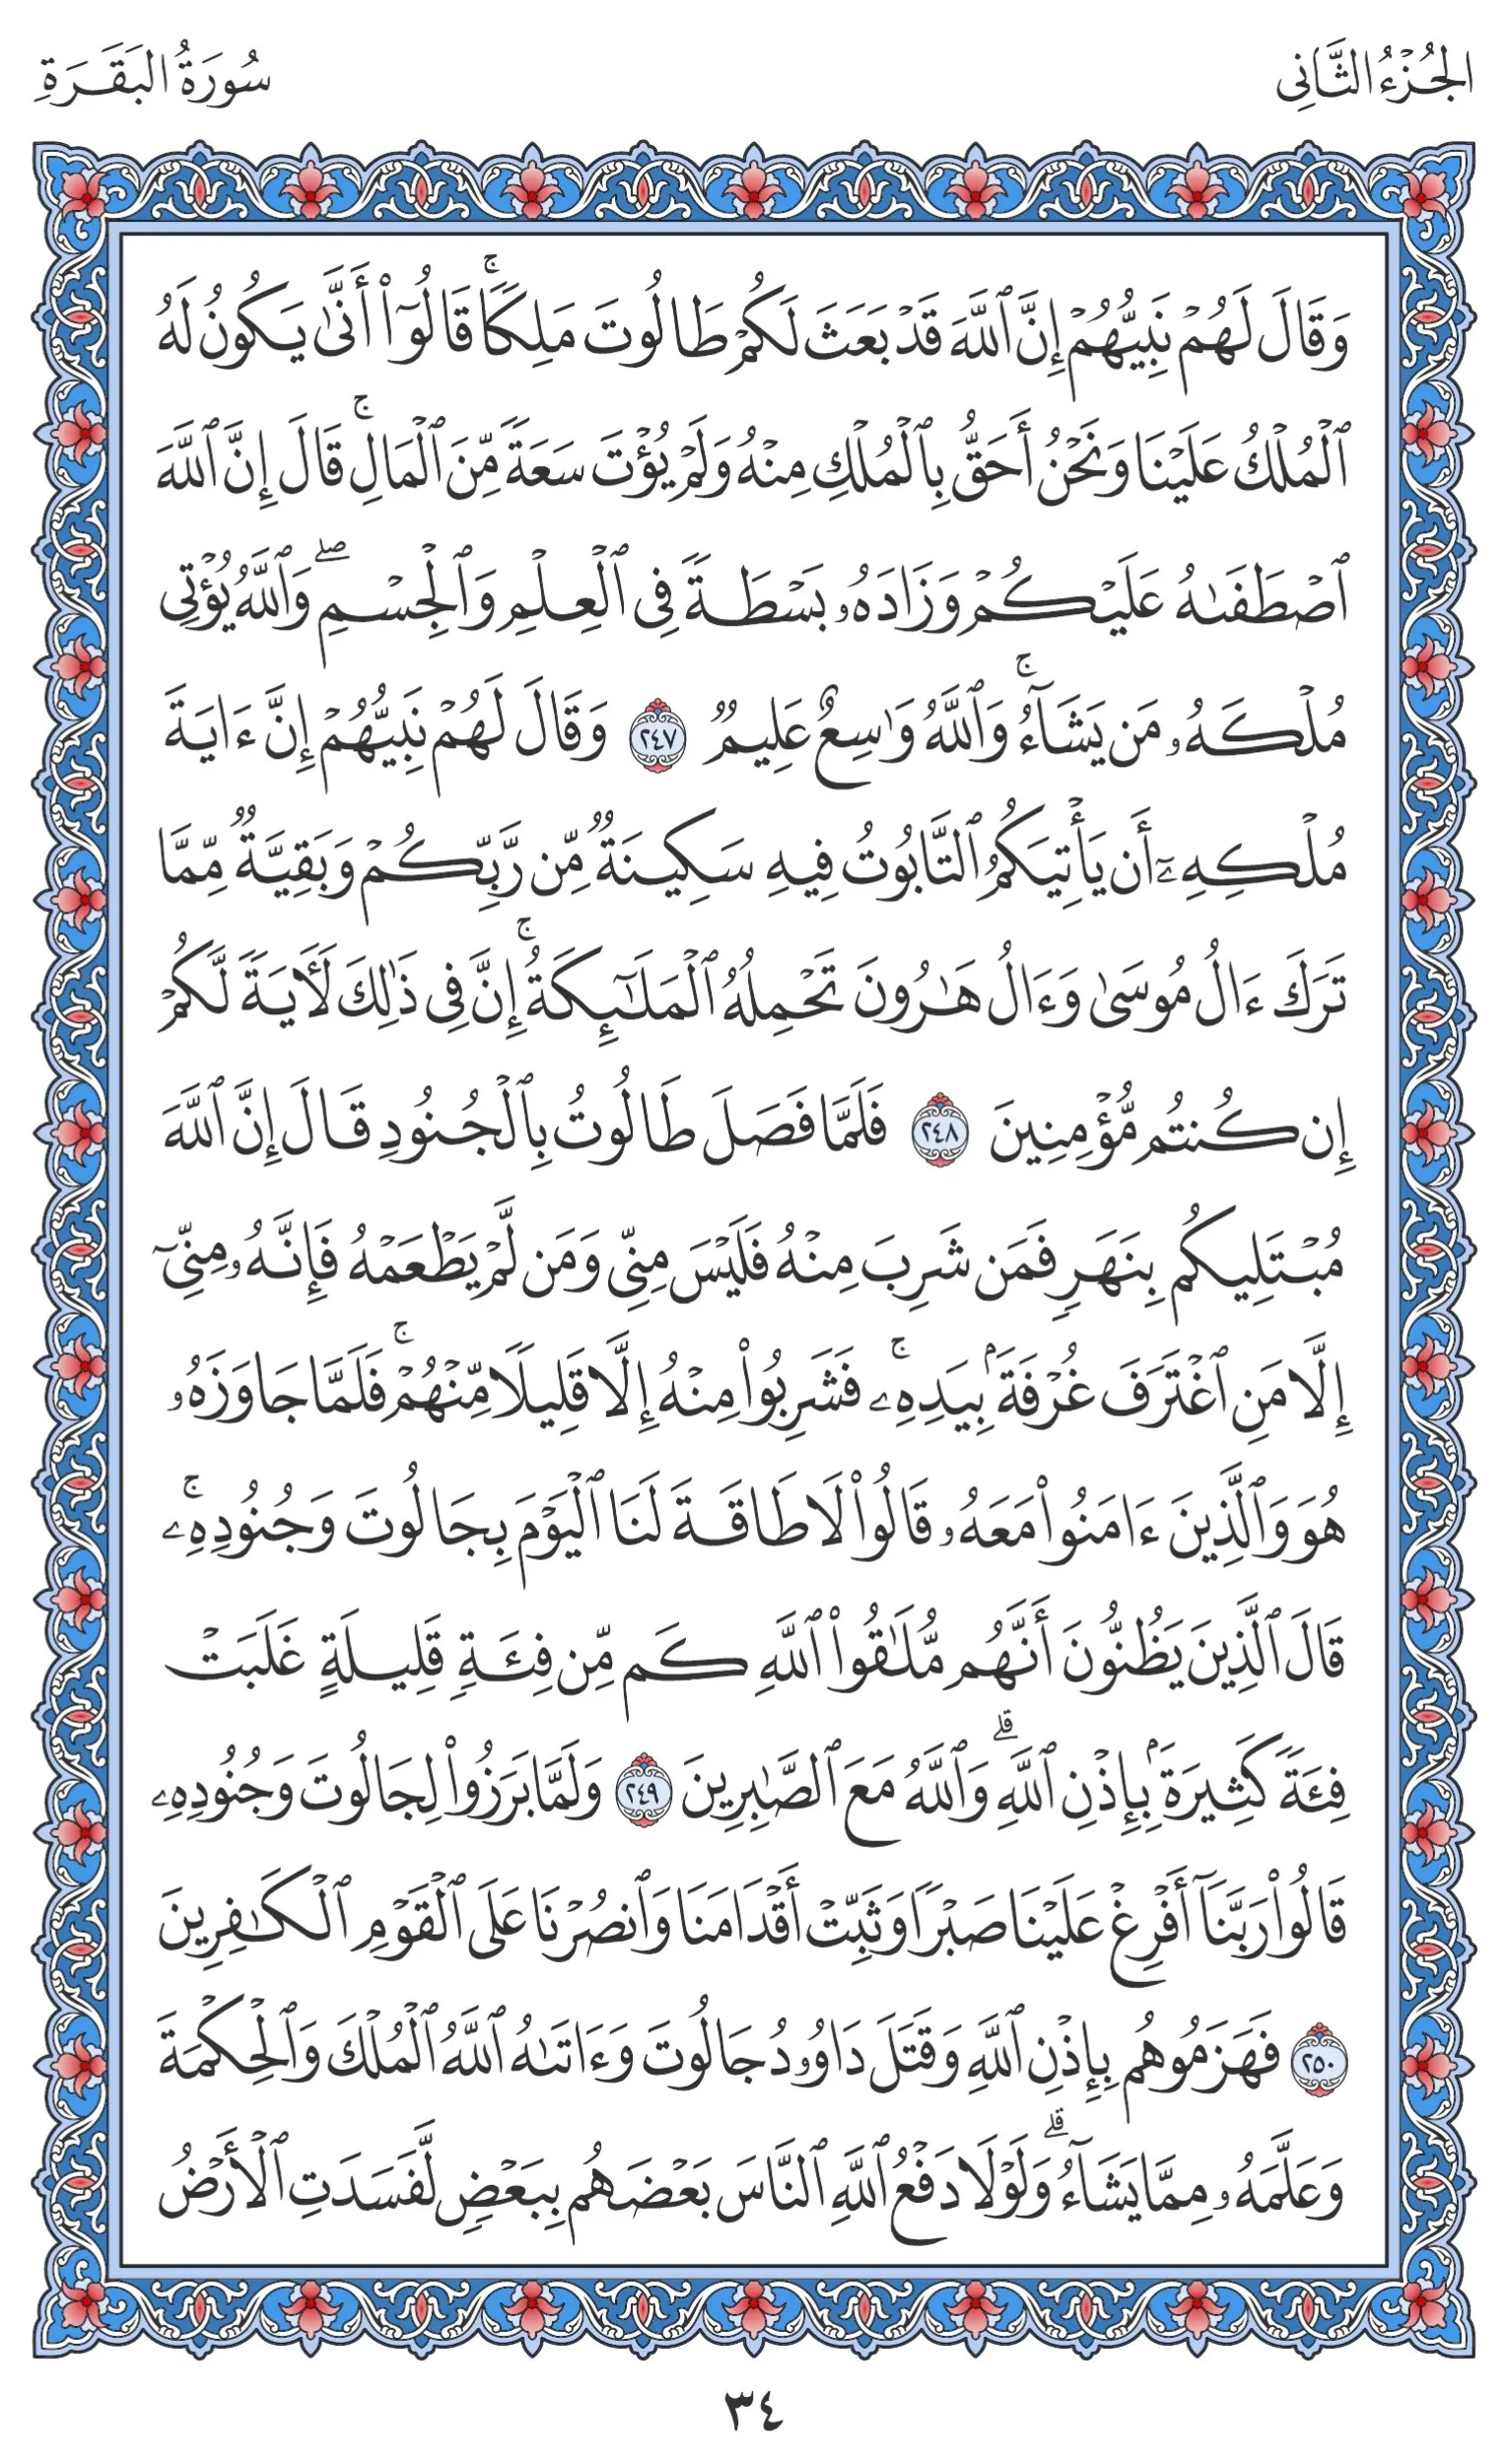 الجُزْءُ الثَّانِى
سُورَةُ البَقَرَةِ
وَقَالَ لَهُمْ نَبِيُّهُمْ إِنَّ ٱللَّهَ قَدْ بَعَثَ لَكُمْ طَالُوتَ مَلِكًاۚ قَالُوٓا۟ أَنَّىٰ يَكُونُ لَهُ
ٱلْمُلْكُ عَلَيْنَا وَنَحْنُ أَحَقُّ بِٱلْمُلْكِ مِنْهُ وَلَمْ يُؤْتَ سَعَةً مِّنَ ٱلْمَالِۚ قَالَ إِنَّ ٱللَّهَ
ٱصْطَفَىٰهُ عَلَيْكُمْ وَزَادَهُۥ بَسْطَةً فِى ٱلْعِلْمِ وَٱلْجِسْمِۖ وَٱللَّهُ يُؤْتِى
مُلْكَهُۥ مَن يَشَآءُۚ وَٱللَّهُ وَٰسِعٌ عَلِيمٌ ٢٤٧ وَقَالَ لَهُمْ نَبِيُّهُمْ إِنَّ ءَايَةَ
مُلْكِهِۦٓ أَن يَأْتِيَكُمُ ٱلتَّابُوتُ فِيهِ سَكِينَةٌ مِّن رَّبِّكُمْ وَبَقِيَّةٌ مِّمَّا
تَرَكَ ءَالُ مُوسَىٰ وَءَالُ هَٰرُونَ تَحْمِلُهُ ٱلْمَلَٰٓئِكَةُۚ إِنَّ فِى ذَٰلِكَ لَءَايَةً لَّكُمْ
إِن كُنتُم مُّؤْمِنِينَ ٢٤٨ فَلَمَّا فَصَلَ طَالُوتُ بِٱلْجُنُودِ قَالَ إِنَّ ٱللَّهَ
مُبْتَلِيكُم بِنَهَرٍ فَمَن شَرِبَ مِنْهُ فَلَيْسَ مِنِّى وَمَن لَّمْ يَطْعَمْهُ فَإِنَّهُۥ مِنِّىٓ
إِلَّا مَنِ ٱغْتَرَفَ غُرْفَةًۢ بِيَدِهِۦۚ فَشَرِبُوا۟ مِنْهُ إِلَّا قَلِيلًا مِّنْهُمْۚ فَلَمَّا جَاوَزَهُۥ
هُوَ وَٱلَّذِينَ ءَامَنُوا۟ مَعَهُۥ قَالُوا۟ لَا طَاقَةَ لَنَا ٱلْيَوْمَ بِجَالُوتَ وَجُنُودِهِۦۚ
قَالَ ٱلَّذِينَ يَظُنُّونَ أَنَّهُم مُّلَٰقُوا۟ ٱللَّهِ كَم مِّن فِئَةٍ قَلِيلَةٍ غَلَبَتْ
فِئَةً كَثِيرَةًۢ بِإِذْنِ ٱللَّهِۗ وَٱللَّهُ مَعَ ٱلصَّٰبِرِينَ ٢٤٩ وَلَمَّا بَرَزُوا۟ لِجَالُوتَ وَجُنُودِهِۦ
قَالُوا۟ رَبَّنَآ أَفْرِغْ عَلَيْنَا صَبْرًا وَثَبِّتْ أَقْدَامَنَا وَٱنصُرْنَا عَلَى ٱلْقَوْمِ ٱلْكَٰفِرِينَ
٢٥٠ فَهَزَمُوهُم بِإِذْنِ ٱللَّهِ وَقَتَلَ دَاوُۥدُ جَالُوتَ وَءَاتَىٰهُ ٱللَّهُ ٱلْمُلْكَ وَٱلْحِكْمَةَ
وَعَلَّمَهُۥ مِمَّا يَشَآءُۗ وَلَوْلَا دَفْعُ ٱللَّهِ ٱلنَّاسَ بَعْضَهُم بِبَعْضٍ لَّفَسَدَتِ ٱلْأَرْضُ
٣٤